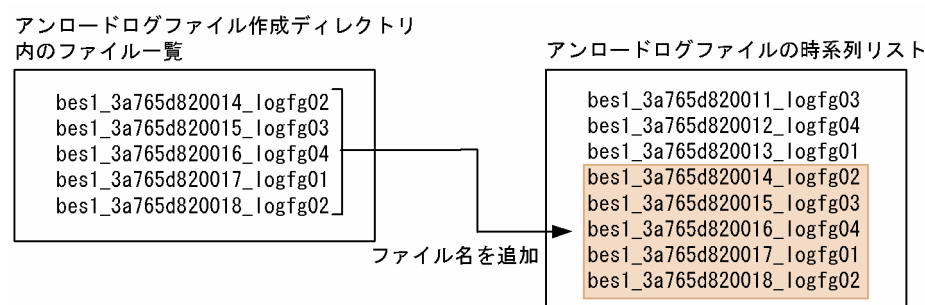 アンロードログファイル作成ディレクトリ
内のファイル一覧
bes1_3a765d820014_logfg02
bes1_3a765d820015_logfg03
bes1_3a765d820016_logfg04
bes1_3a765d820017_logfg01
bes1_3a765d820018_logfg02
ファイル名を追加
アンロードログファイルの時系列リスト
bes1_3a765d820011_logfg03
bes1_3a765d820012_logfg04
bes1_3a765d820013_logfg01
bes1_3a765d820014_logfg02
bes1_3a765d820015_logfg03
bes1_3a765d820016_logfg04
bes1_3a765d820017_logfg01
bes1_3a765d820018_logfg02